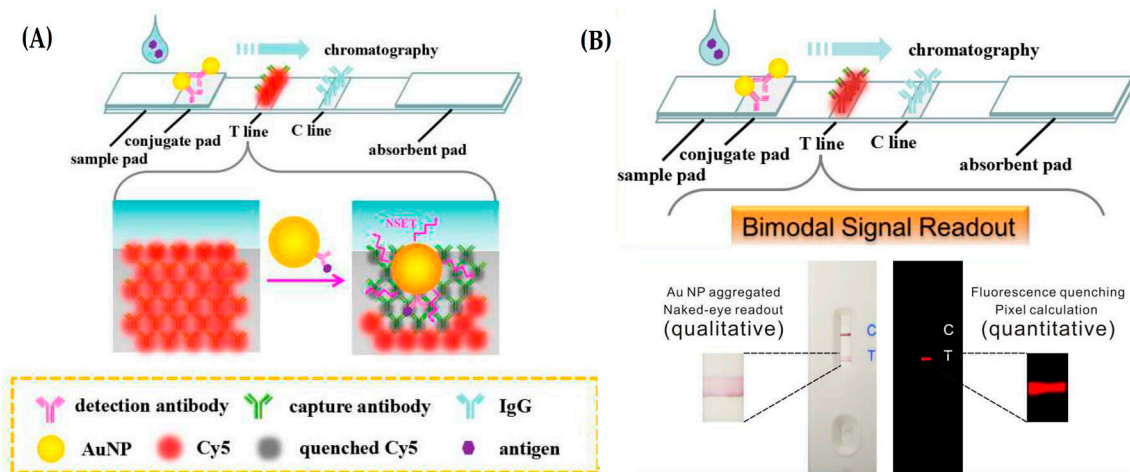 (A)
chromatography
T line
C line
conjugate pad
sample pad
absorbent pad
NSET
detection antibody
capture antibody
IgG
AuNP
Cy5
quenched Cy5
antigen
(B)
chromatography
T line
C line
conjugate pad
sample pad
absorbent pad
Bimodal Signal Readout
Au NP aggregated
Naked-eye readout
(qualitative)
C
T
C
T
Fluorescence quenching
Pixel calculation
(quantitative)